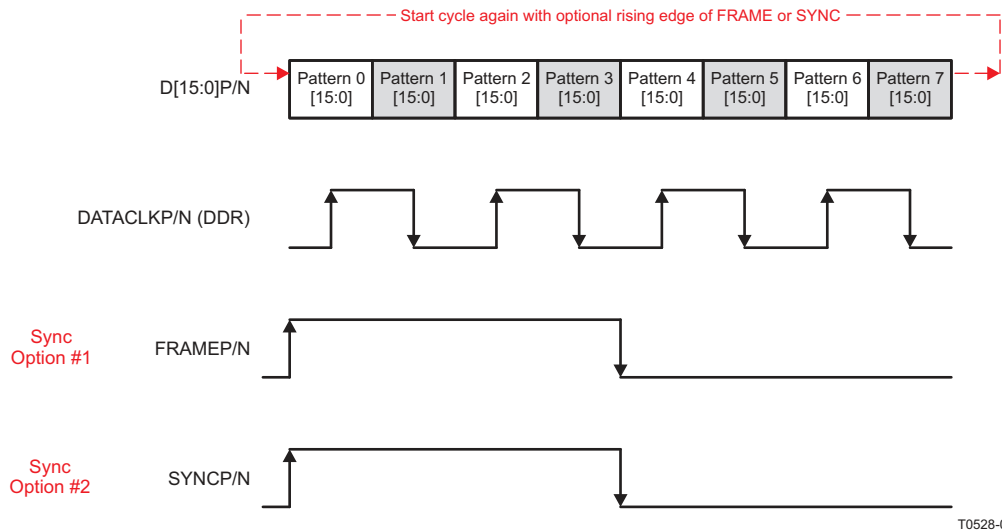 Start cycle again with optional rising edge of FRAME or SYNC
D[15:0]P/N
Pattern 0 [15:0]
Pattern 1 [15:0]
Pattern 2 [15:0]
Pattern 3 [15:0]
Pattern 4 [15:0]
Pattern 5 [15:0]
Pattern 6 [15:0]
Pattern 7 [15:0]
DATACLKP/N (DDR)
Sync
Option #1
FRAMEP/N
Sync
Option #2
SYNCP/N